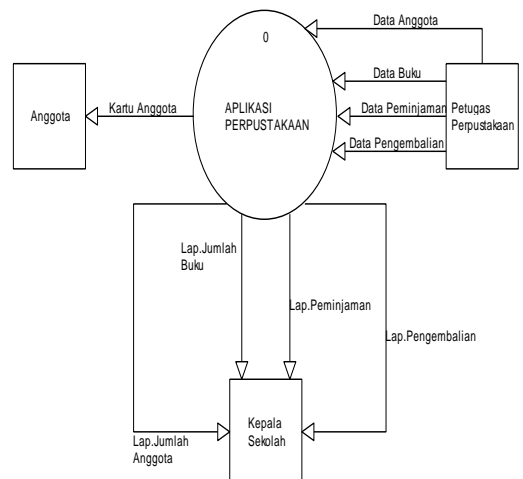 Data Anggota
0
Data Buku
Anggota
Kartu Anggota
APLIKASI
PERPUSTAKAAN
Data Peminjaman
Petugas
Perpustakaan
Data Pengembalian
Lap.Jumlah
Buku
Lap.Peminjaman
Lap.Pengembalian
Kepala
Sekolah
Lap.Jumlah
Anggota